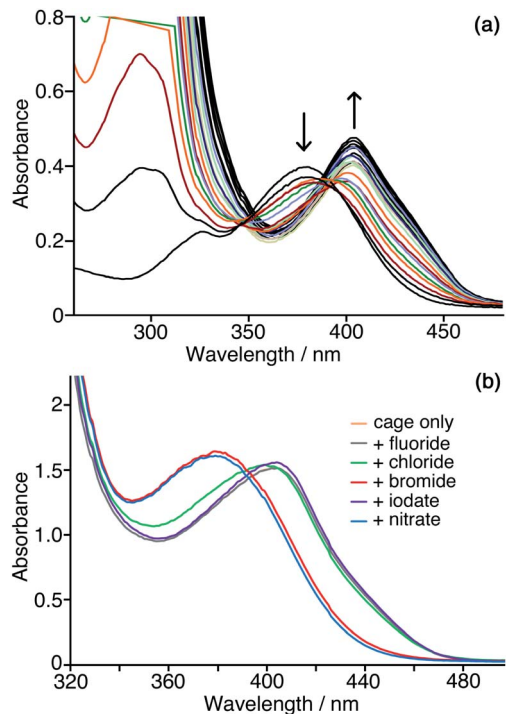 (a)
Absorbance
0.8
0.6
0.4
0.2
0
300
350
400
450
Wavelength / nm
(b)
Absorbance
2.0
1.5
1.0
0.5
0
320
360
400
440
480
Wavelength / nm
cage only
+ fluoride
+ chloride
+ bromide
+ iodate
+ nitrate